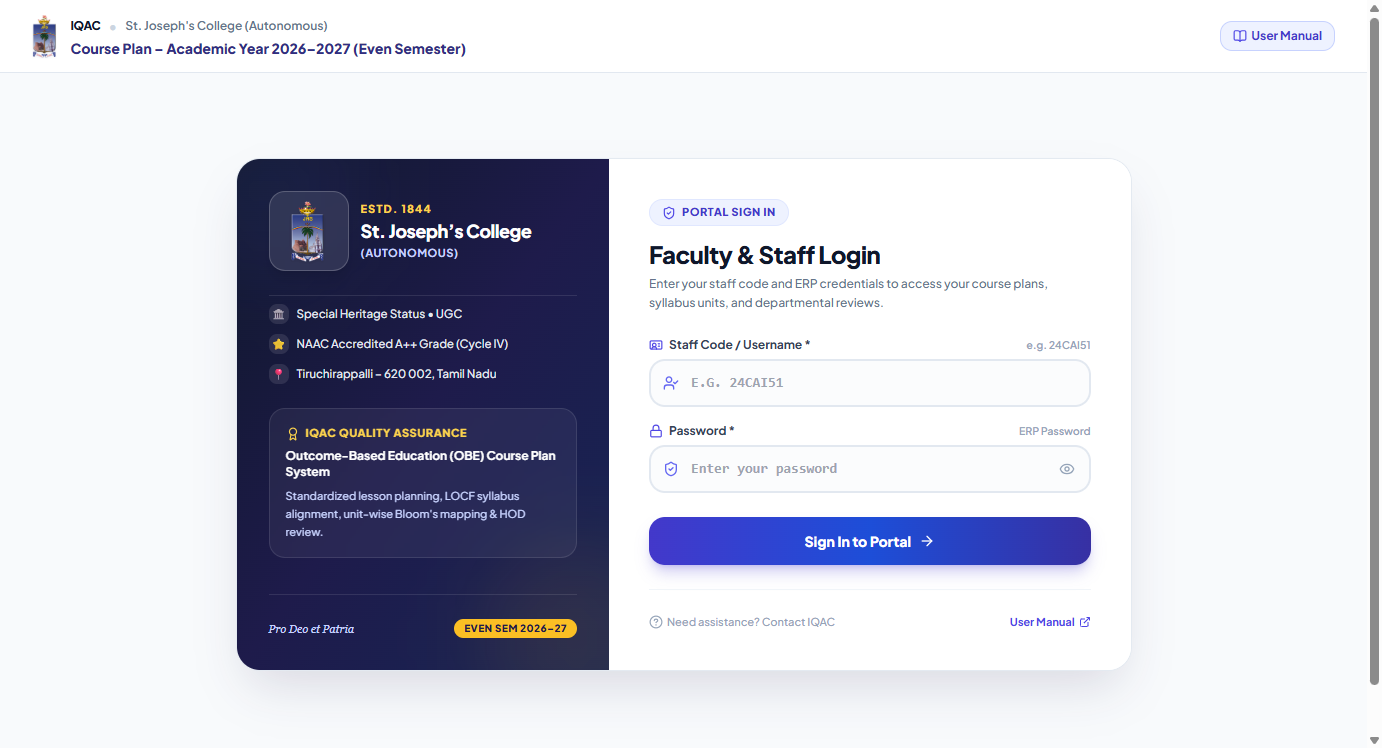 IQAC • St. Joseph's College (Autonomous)
Course Plan – Academic Year 2026–2027 (Even Semester)
User Manual
ESTD. 1844
St. Joseph's College
(AUTONOMOUS)
Special Heritage Status • UGC
NAAC Accredited A++ Grade (Cycle IV)
Tiruchirappalli – 620 002, Tamil Nadu
IQAC QUALITY ASSURANCE
Outcome-Based Education (OBE) Course Plan
System
Standardized lesson planning, LOCF syllabus
alignment, unit-wise Bloom's mapping & HOD
review.
Pro Deo et Patria
EVEN SEM 2026–27
PORTAL SIGN IN
Faculty & Staff Login
Enter your staff code and ERP credentials to access your course plans,
syllabus units, and departmental reviews.
Staff Code / Username *
e.g. 24CAI51
E.G. 24CAI51
Password *
ERP Password
Enter your password
Sign In to Portal →
Need assistance? Contact IQAC
User Manual